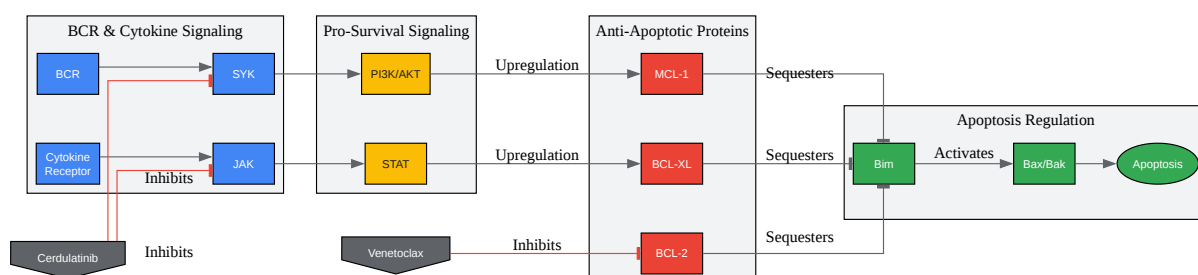 BCR & Cytokine Signaling
Pro-Survival Signaling
Anti-Apoptotic Proteins
BCR
SYK
PI3K/AKT
Upregulation
MCL-1
Sequesters
Apoptosis Regulation
Cytokine
Receptor
JAK
Inhibits
STAT
Upregulation
BCL-XL
Sequesters
Bim
Activates
Bax/Bak
Apoptosis
Cerdulatinib
Inhibits
Venetoclax
Inhibits
BCL-2
Sequesters